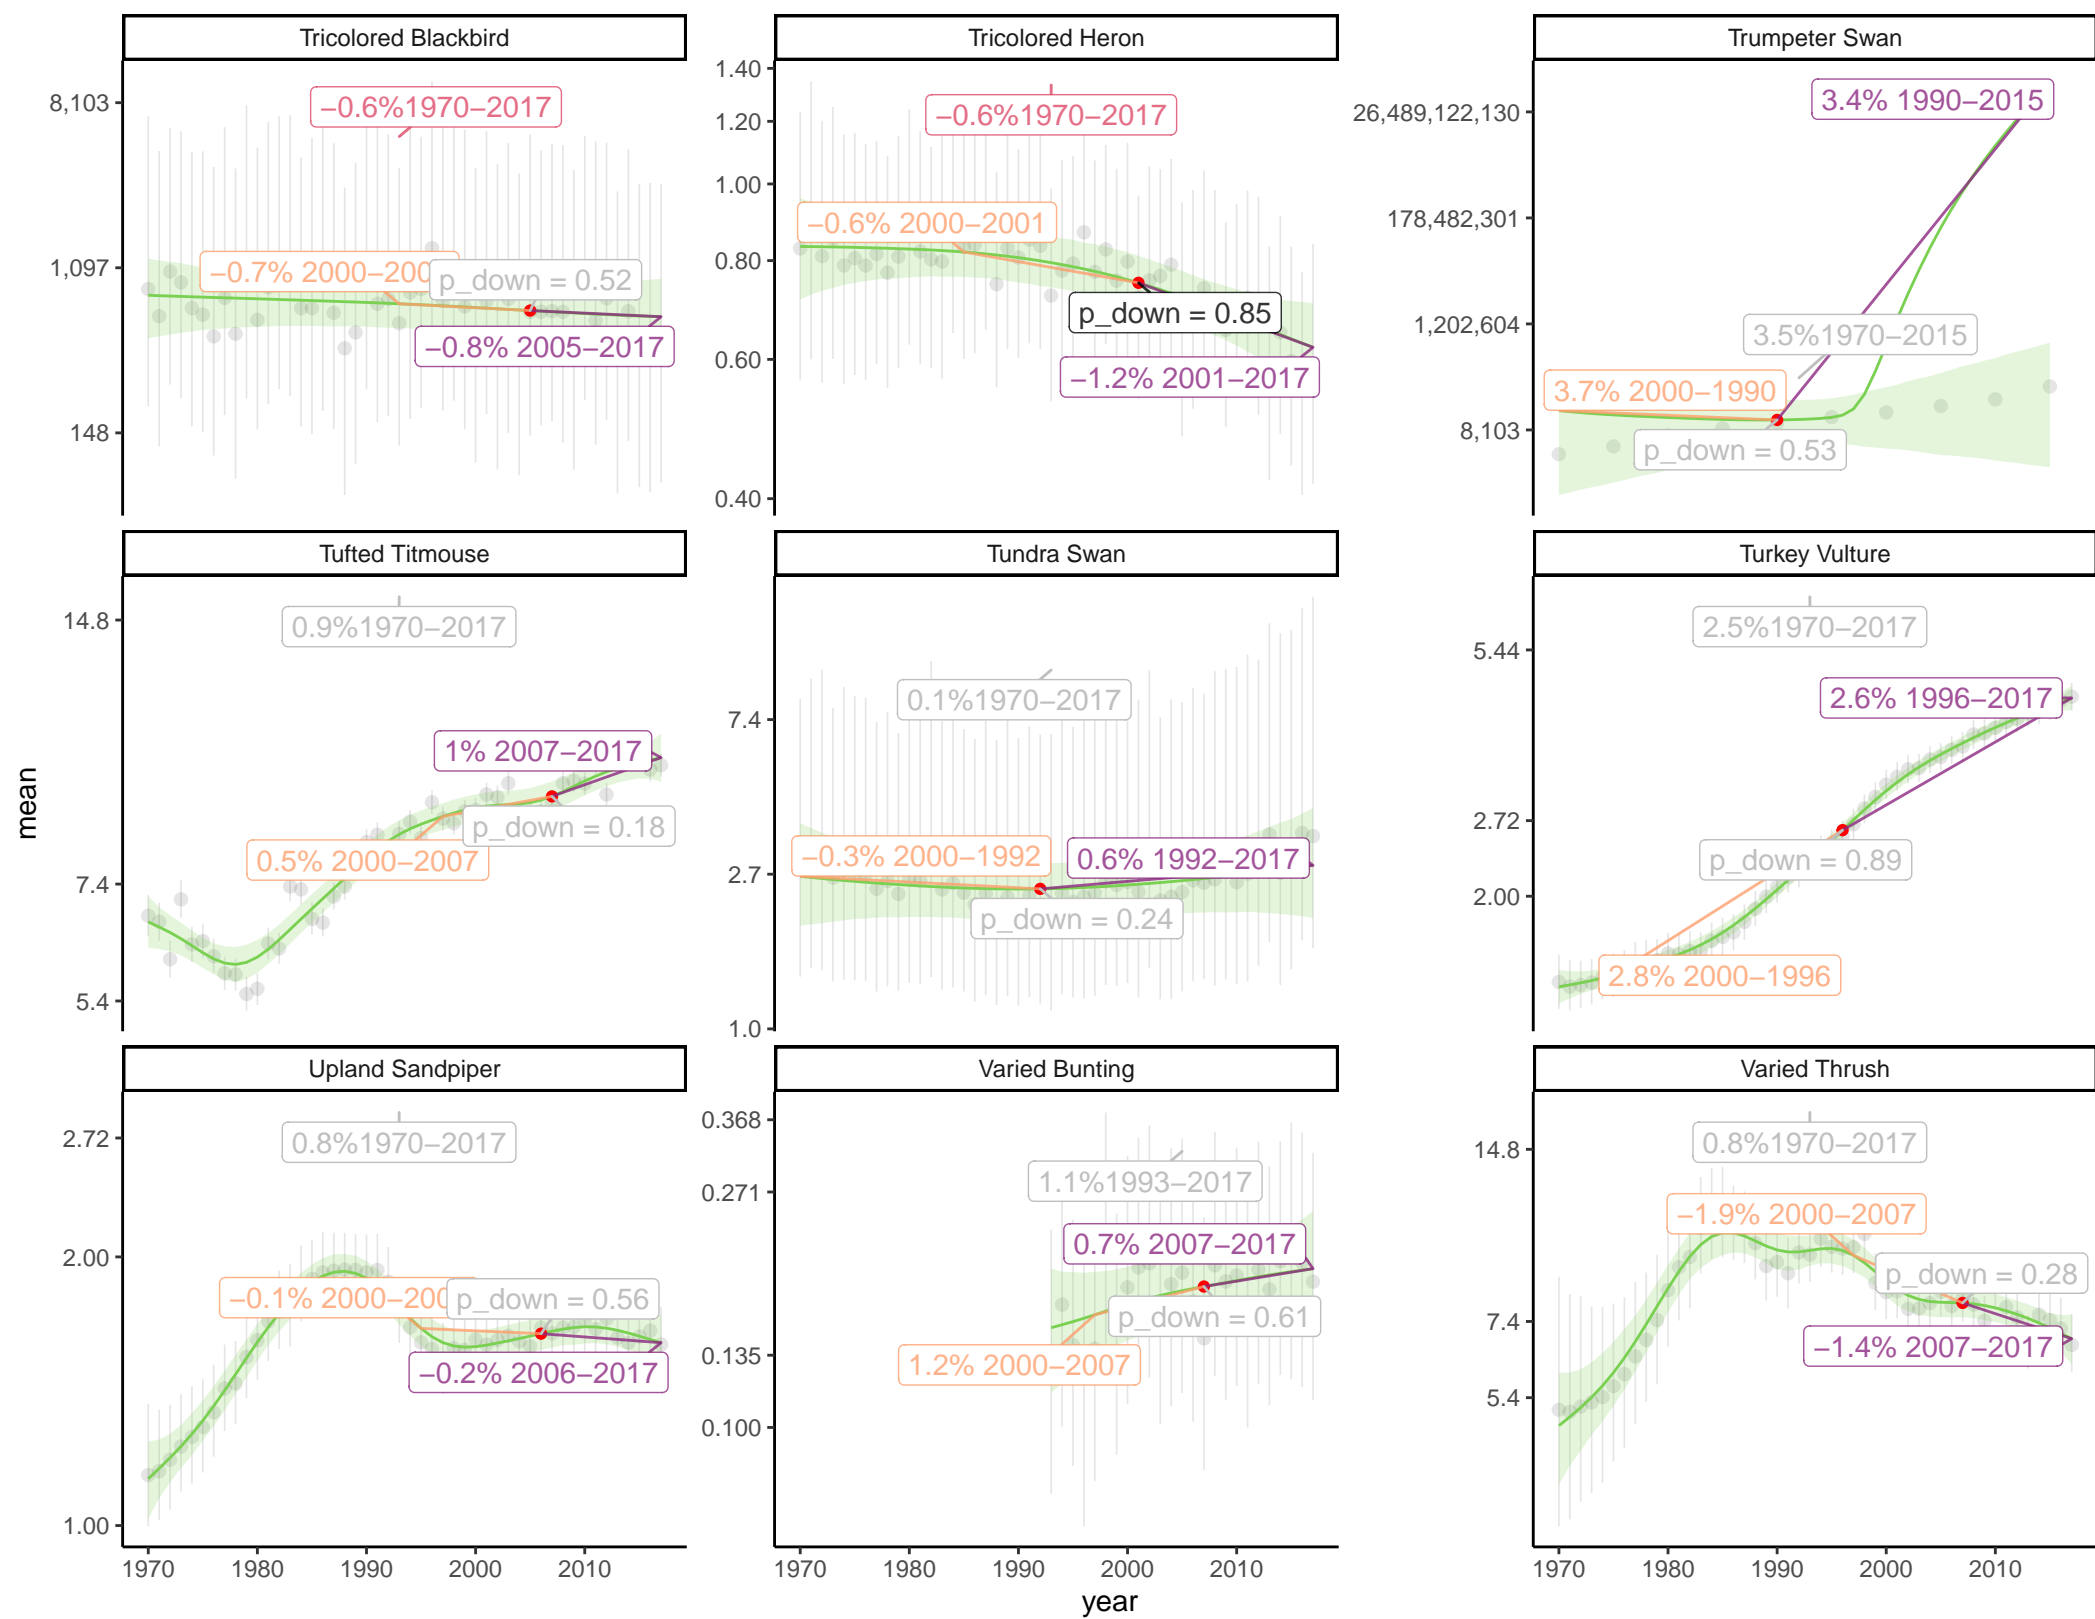 Tricolored Blackbird
Tricolored Heron
Trumpeter Swan
8,103
1,097
148
−0.6%1970−2017
−0.7% 2000−200
p_down = 0.52
−0.8% 2005−2017
1.40
1.20
1.00
0.80
0.60
0.40
−0.6%1970−2017
−0.6% 2000−2001
p_down = 0.85
−1.2% 2001−2017
26,489,122,130
178,482,301
1,202,604
8,103
3.4% 1990−2015
3.5%1970−2015
3.7% 2000−1990
p_down = 0.53
Tufted Titmouse
Tundra Swan
Turkey Vulture
14.8
7.4
5.4
0.9%1970−2017
1% 2007−2017
p_down = 0.18
0.5% 2000−2007
7.4
2.7
1.0
0.1%1970−2017
−0.3% 2000−1992
0.6% 1992−2017
p_down = 0.24
5.44
2.72
2.00
2.5%1970−2017
2.6% 1996−2017
p_down = 0.89
2.8% 2000−1996
Upland Sandpiper
Varied Bunting
Varied Thrush
2.72
2.00
1.00
0.8%1970−2017
−0.1% 2000−200
p_down = 0.56
−0.2% 2006−2017
0.368
0.271
0.135
0.100
1.1%1993−2017
0.7% 2007−2017
p_down = 0.61
1.2% 2000−2007
14.8
7.4
5.4
0.8%1970−2017
−1.9% 2000−2007
p_down = 0.28
−1.4% 2007−2017
1970 1980 1990 2000 2010
1970 1980 1990 2000 2010
1970 1980 1990 2000 2010
year
mean